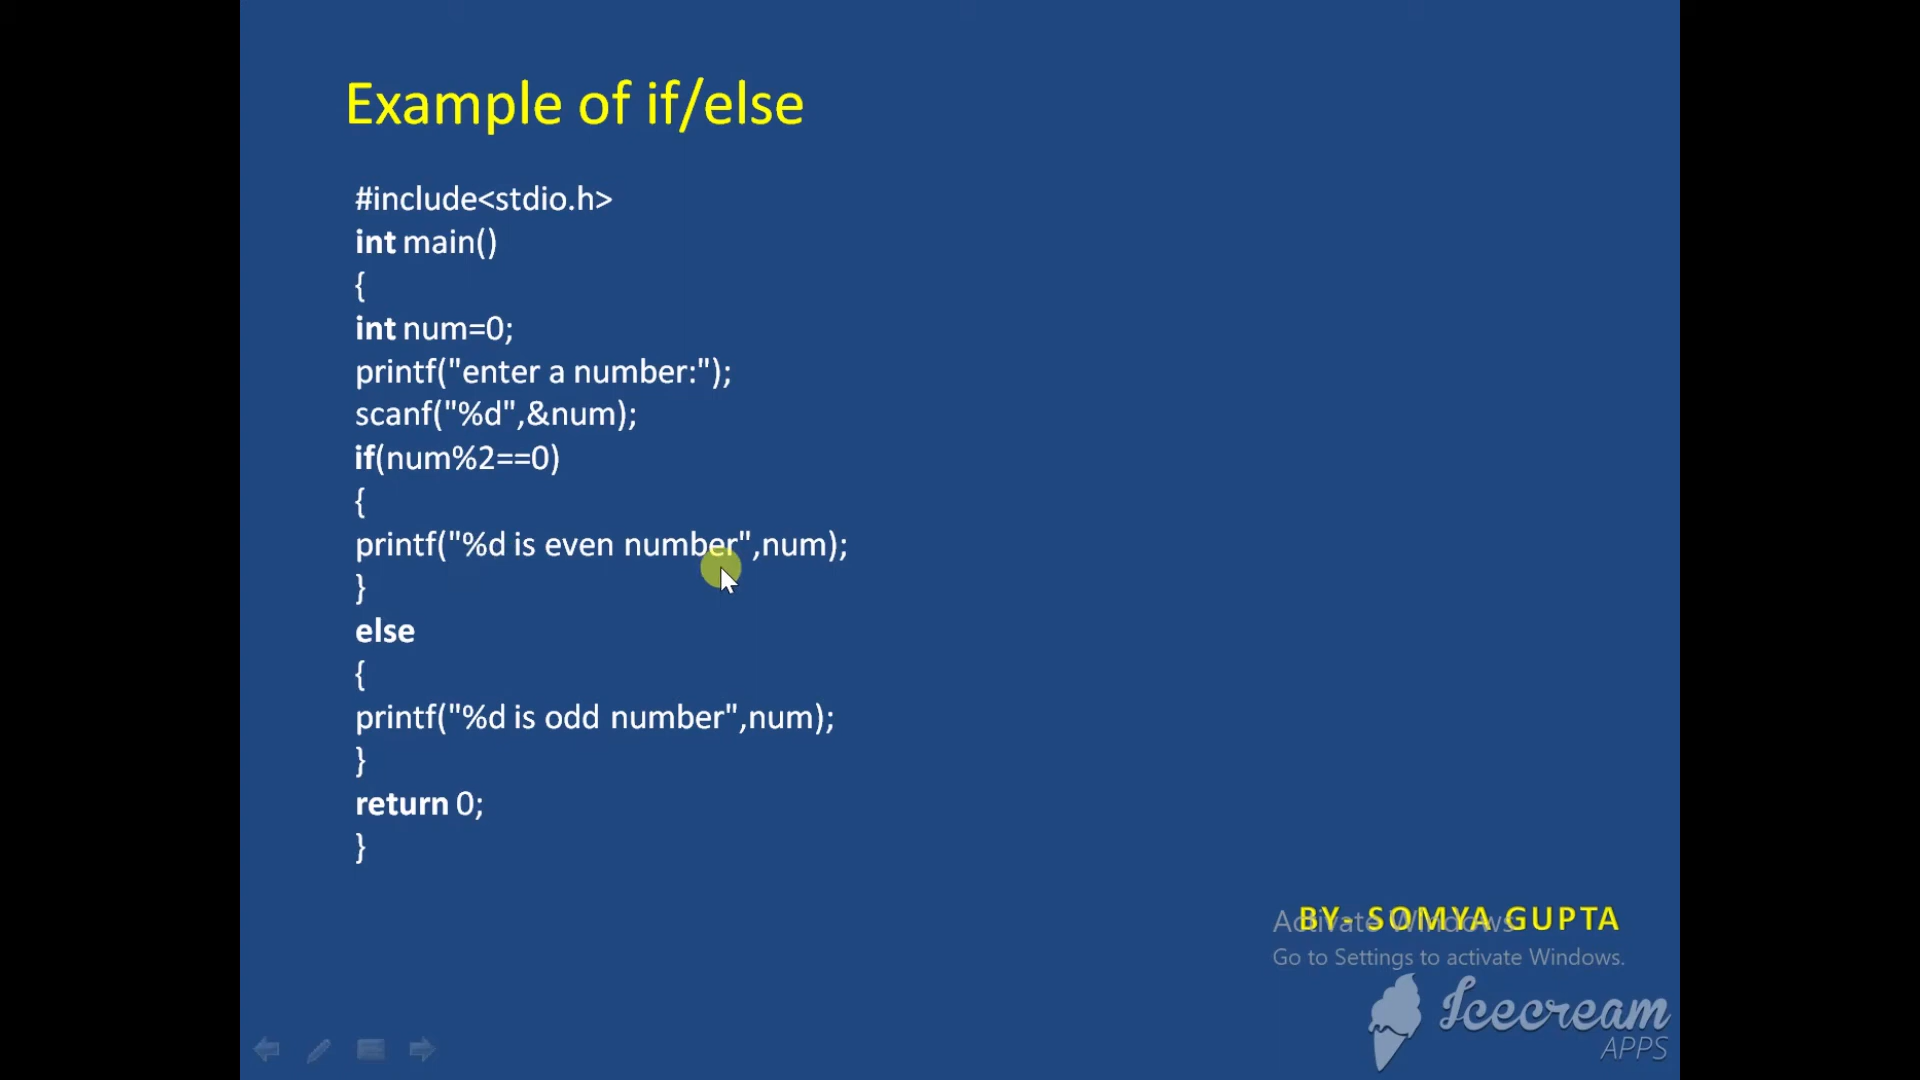 Example of if/else
#include<stdio.h>
int main()
{
int num=0;
printf("enter a number:");
scanf("%d",&num);
if(num%2==0)
{
printf("%d is even number",num);
}
else
{
printf("%d is odd number",num);
}
return 0;
}
BY- SOMYA GUPTA
Activate Windows
Go to Settings to activate Windows.
Icecream
APPS